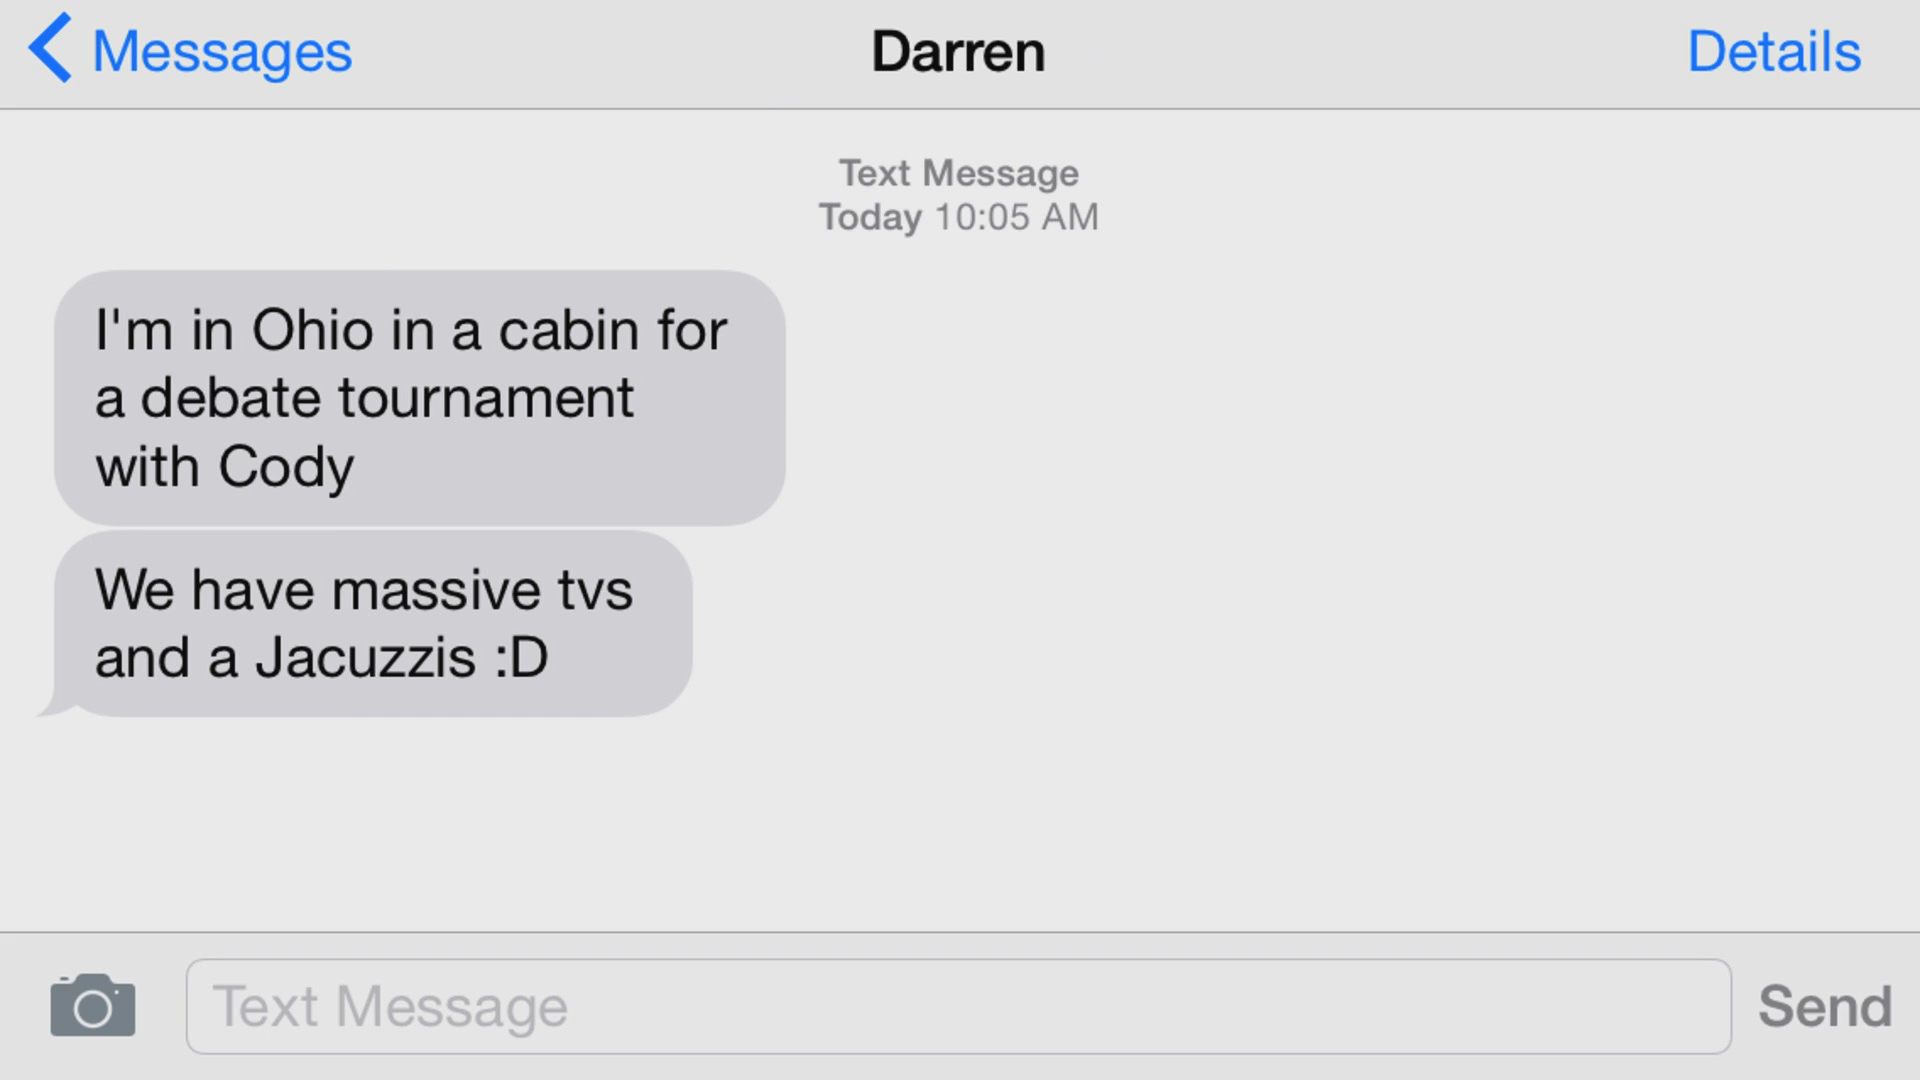 Messages
Darren
Details
Text Message
Today 10:05 AM
I'm in Ohio in a cabin for
a debate tournament
with Cody
We have massive tvs
and a Jacuzzis :D
Text Message
Send